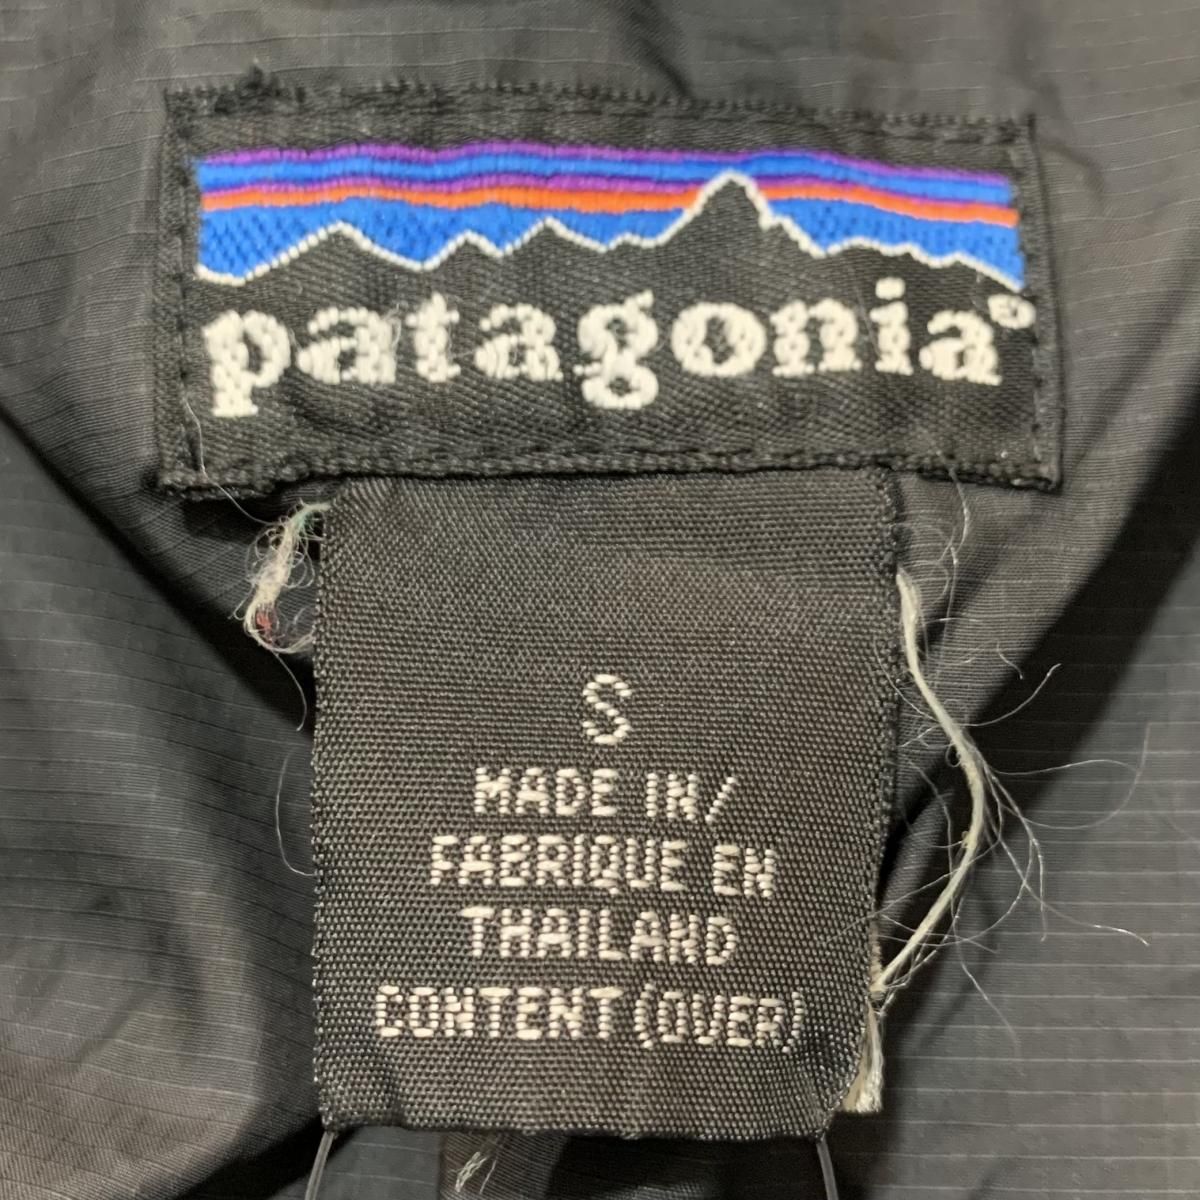 patagonia®
S
MADE IN/
FABRIQUE EN
THAILAND
CONTENT (OVER)